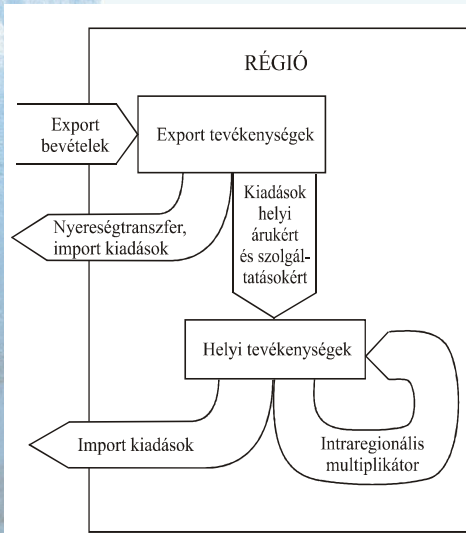 RÉGIÓ
Export
bevételek
Export tevékenységek
Nyereségtranszfer,
import kiadások
Kiadások
helyi
árukért
és szolgál-
tatásokért
Helyi tevékenységek
Import kiadások
Intraregionális
multiplikátor